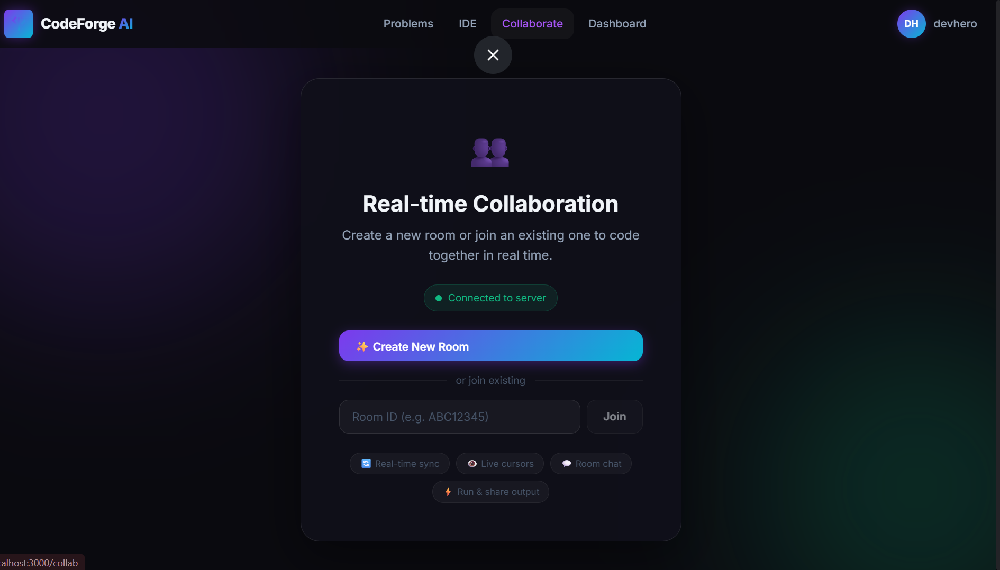 CodeForge AI
Problems
IDE
Collaborate
Dashboard
DH
devhero
Real-time Collaboration
Create a new room or join an existing one to code
together in real time.
Connected to server
✨ Create New Room
or join existing
Room ID (e.g. ABC12345)
Join
Real-time sync
Live cursors
Room chat
Run & share output
calhost:3000/collab